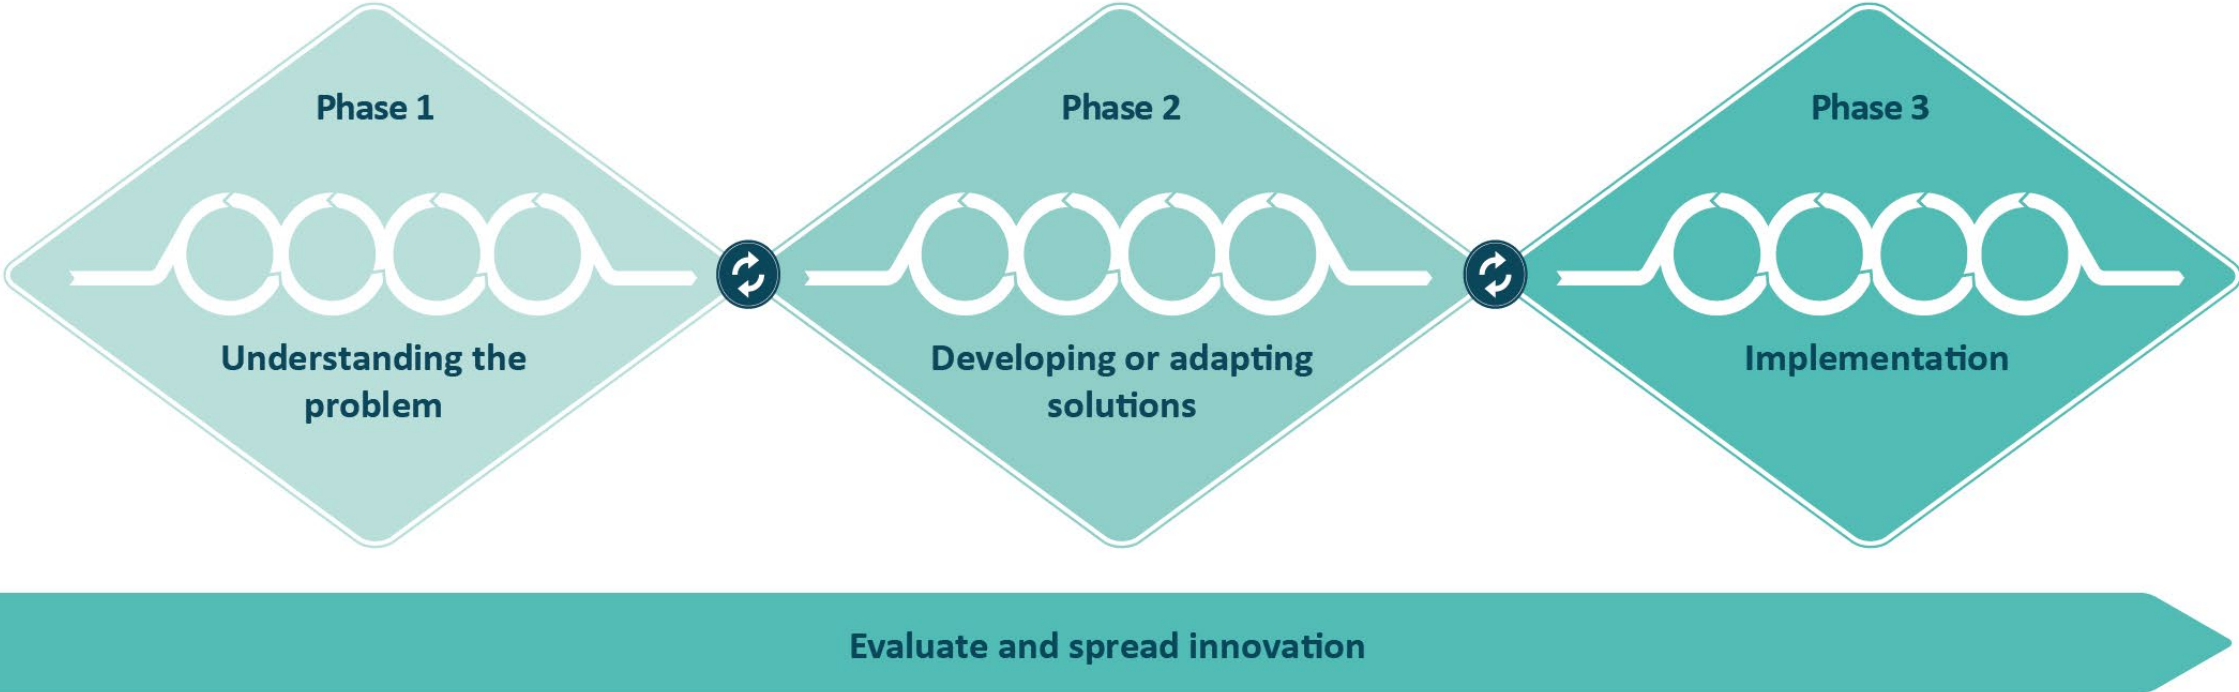 Phase 1
Understanding the
problem
Phase 2
Developing or adapting
solutions
Phase 3
Implementation
Evaluate and spread innovation